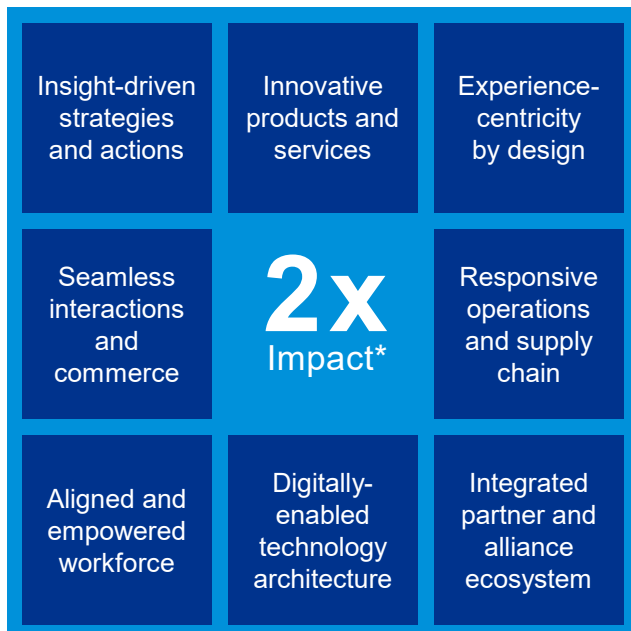 Insight-driven
strategies
and actions
Innovative
products and
services
Experience-
centricity
by design
Seamless
interactions
and
commerce
2x
Impact*
Responsive
operations
and supply
chain
Aligned and
empowered
workforce
Digitally-
enabled
technology
architecture
Integrated
partner and
alliance
ecosystem